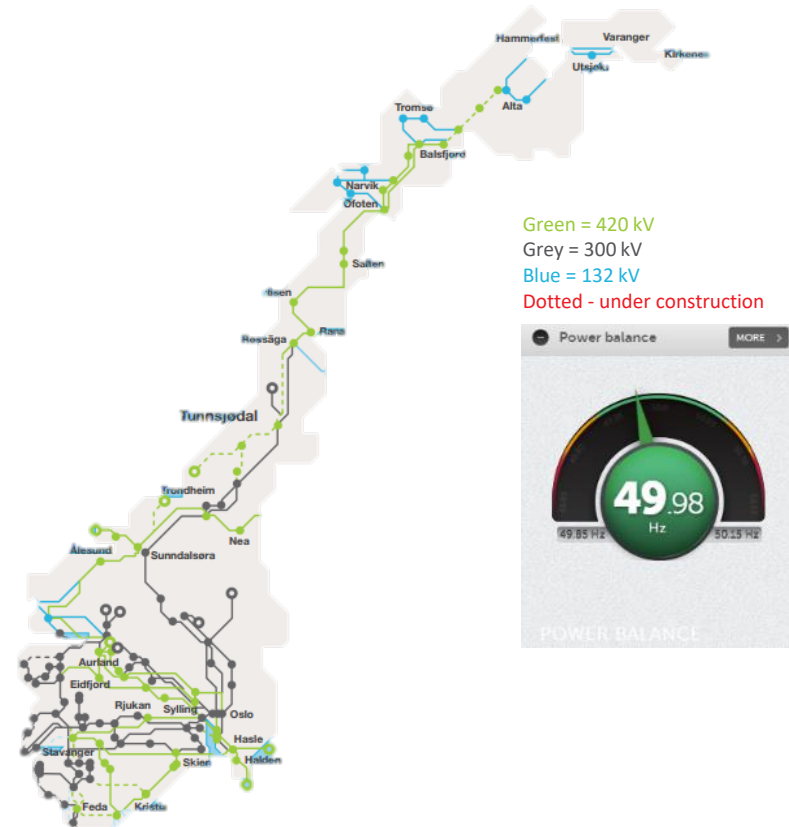 Hammerfest
Varanger
Kirkenes
Utsjoku
Alta
Tromsø
Balsfjord
Narvik
Ofoten
Green = 420 kV
Grey = 300 kV
Blue = 132 kV
Dotted - under construction
Salten
Rana
Røssåga
Power balance
MORE >
Tunnsjødal
Trondheim
Nea
Ålesund
Sunndalsøra
49.98
Hz
49.85 Hz
50.15 Hz
POWER BALANCE
Aurland
Eidfjord
Rjukan
Sylling
Oslo
Hasle
Stavanger
Skien
Halden
Feda